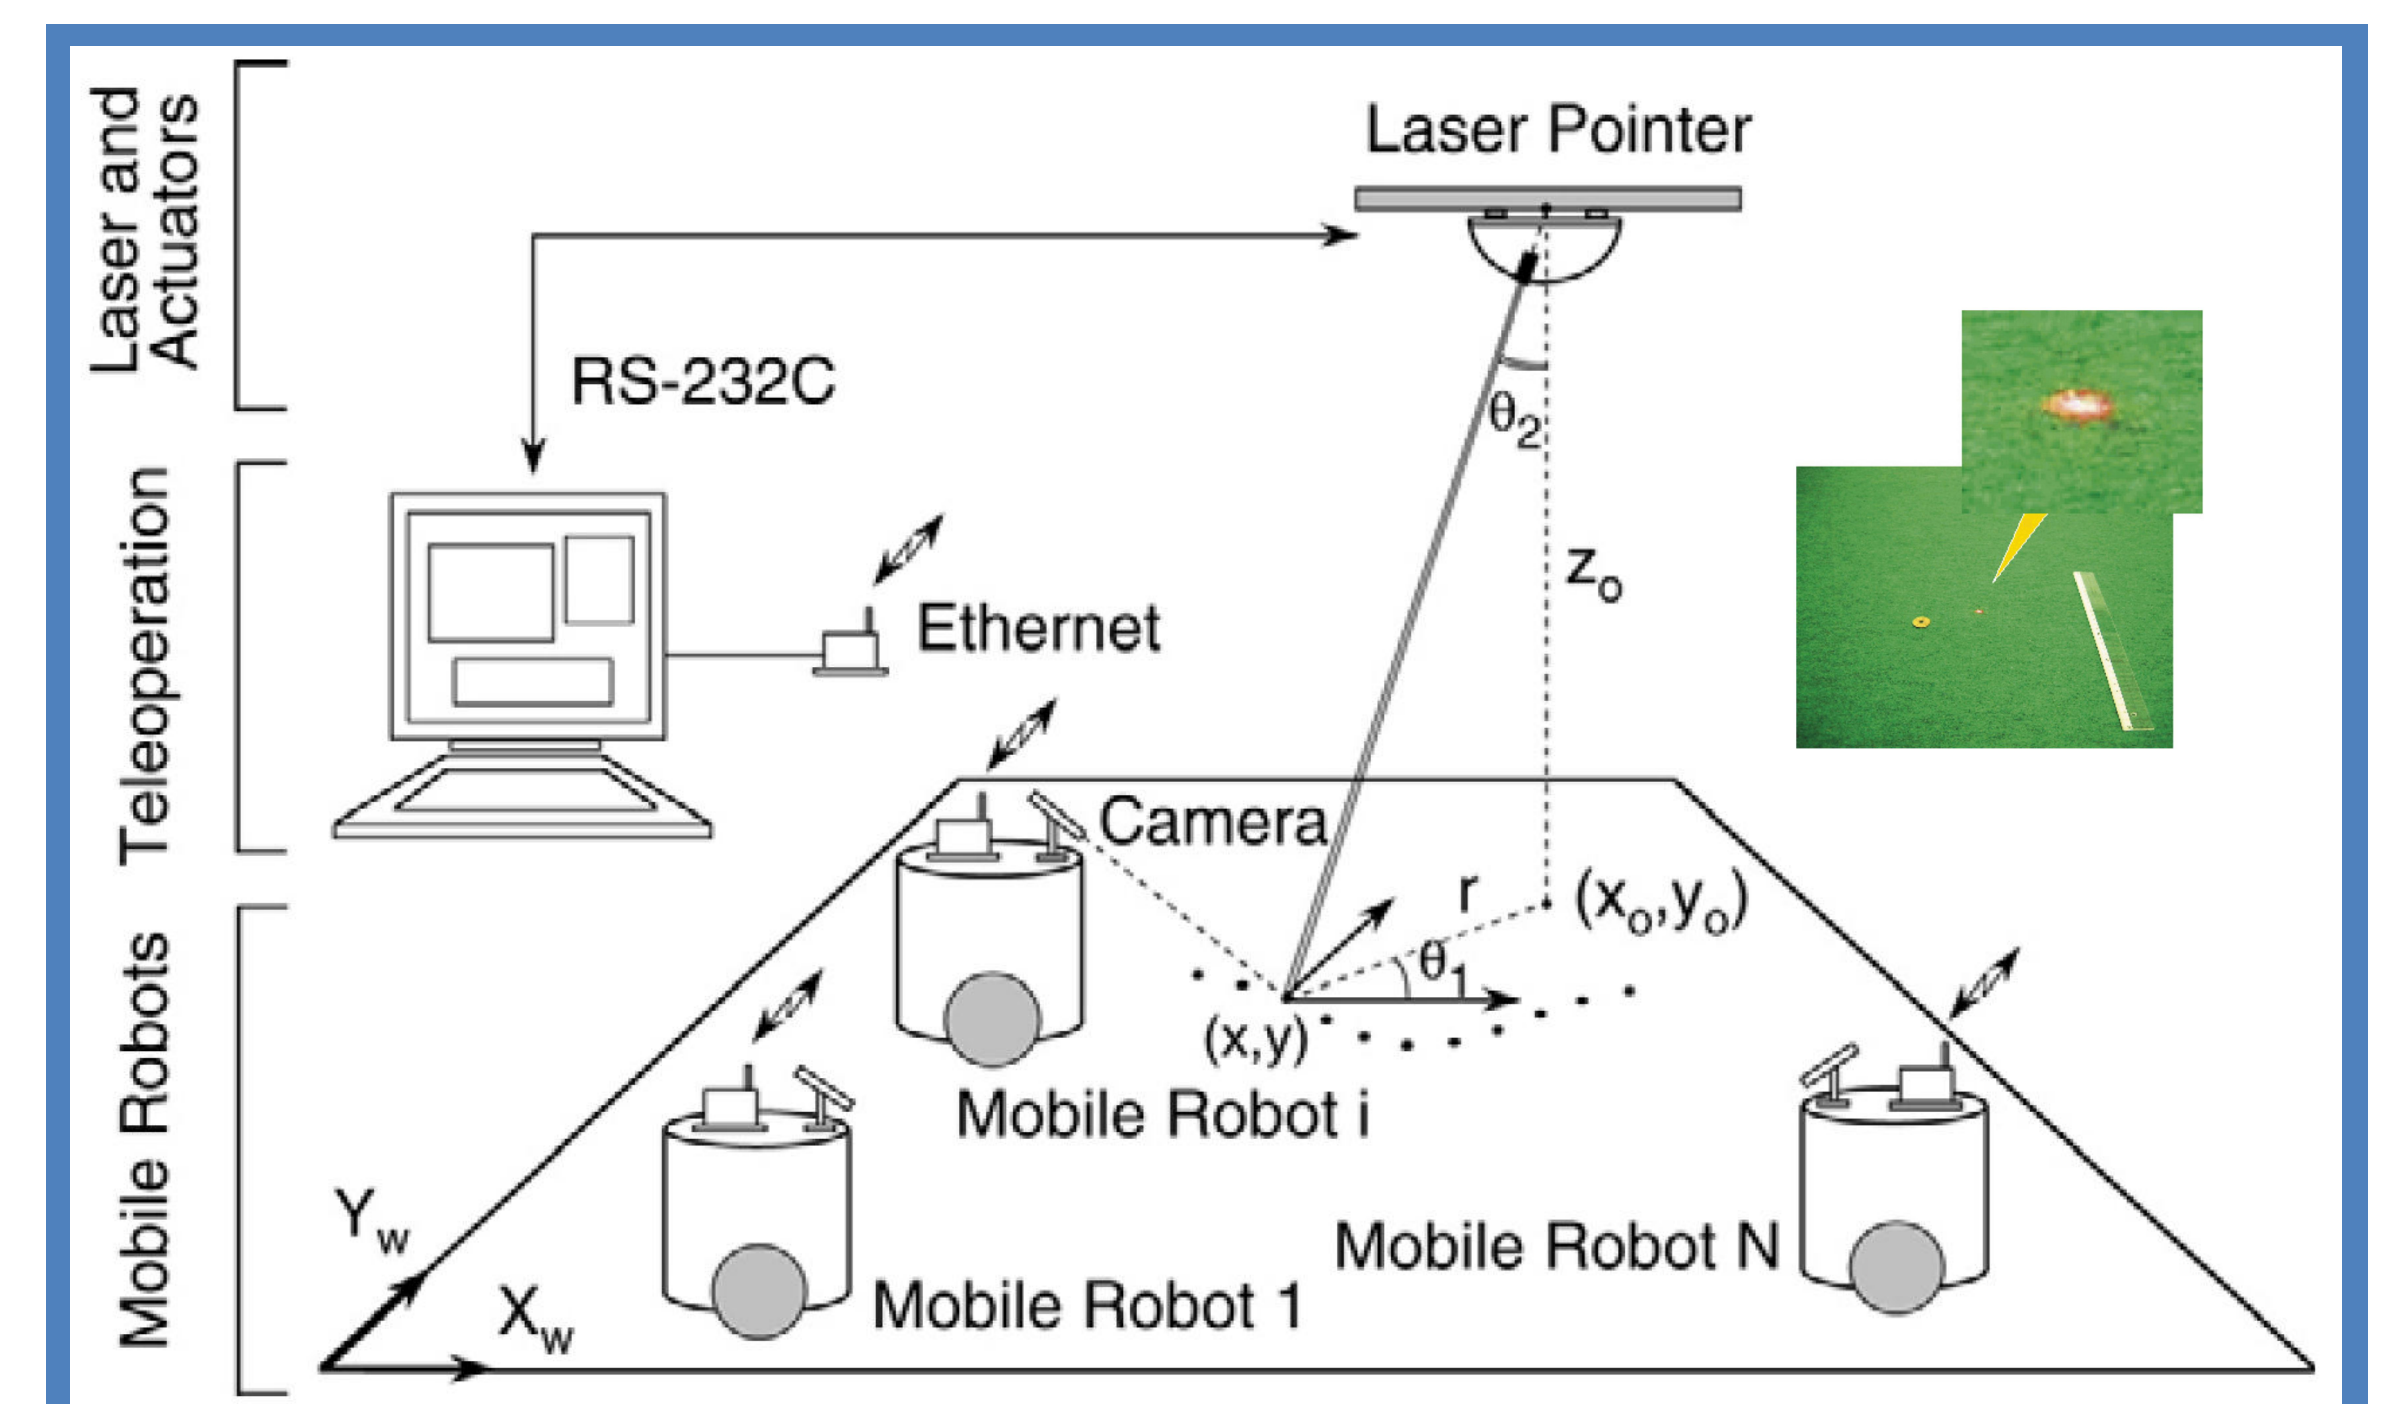 Laser and
Actuators
Laser Pointer
RS-232C
θ2
Teleoperation
zo
Ethernet
Camera
r
(xo,yo)
θ1
(x,y)
Mobile Robots
Mobile Robot i
Yw
Xw
Mobile Robot N
Mobile Robot 1